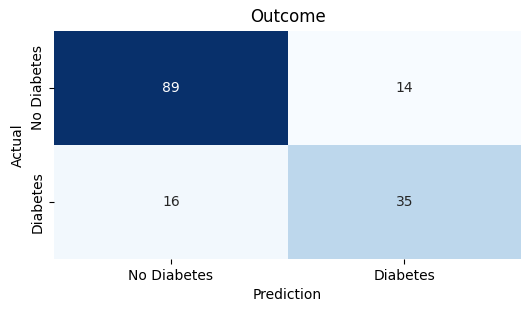 Outcome
Actual
No Diabetes
89
14
Diabetes
16
35
No Diabetes
Diabetes
Prediction